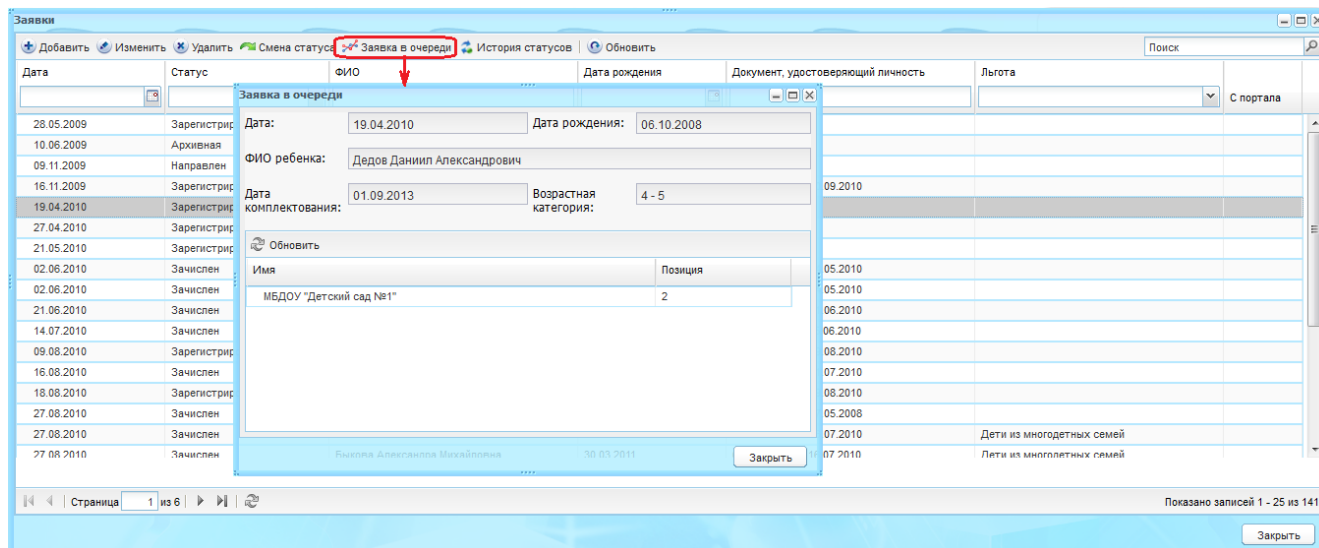 Заявки
Добавить Изменить Удалить Смена статуса Заявка в очереди История статусов Обновить Поиск
Дата Статус ФИО Дата рождения Документ, удостоверяющий личность Льгота
С портала
Заявка в очереди
Дата: 19.04.2010 Дата рождения: 06.10.2008
ФИО ребенка: Дедов Даниил Александрович
Дата комплектования: 01.09.2013 Возрастная категория: 4 - 5
Обновить
Имя Позиция
МБДОУ "Детский сад №1" 2
Закрыть
28.05.2009 Зарегистрир
10.06.2009 Архивная
09.11.2009 Направлен
16.11.2009 Зарегистрир 09.2010
19.04.2010 Зарегистрир
27.04.2010 Зарегистрир
21.05.2010 Зарегистрир
02.06.2010 Зачислен 05.2010
02.06.2010 Зачислен 05.2010
21.06.2010 Зачислен 06.2010
14.07.2010 Зачислен 06.2010
09.08.2010 Зарегистрир 08.2010
16.08.2010 Зачислен 07.2010
18.08.2010 Зарегистрир 08.2010
27.08.2010 Зачислен 05.2008
27.08.2010 Зачислен 07.2010 Дети из многодетных семей
27.08.2010 Зачислен Быкова Александра Михайловна 30.03.2011 07.2010 Дети из многодетных семей
Страница 1 из 6 Показано записей 1 - 25 из 141
Закрыть